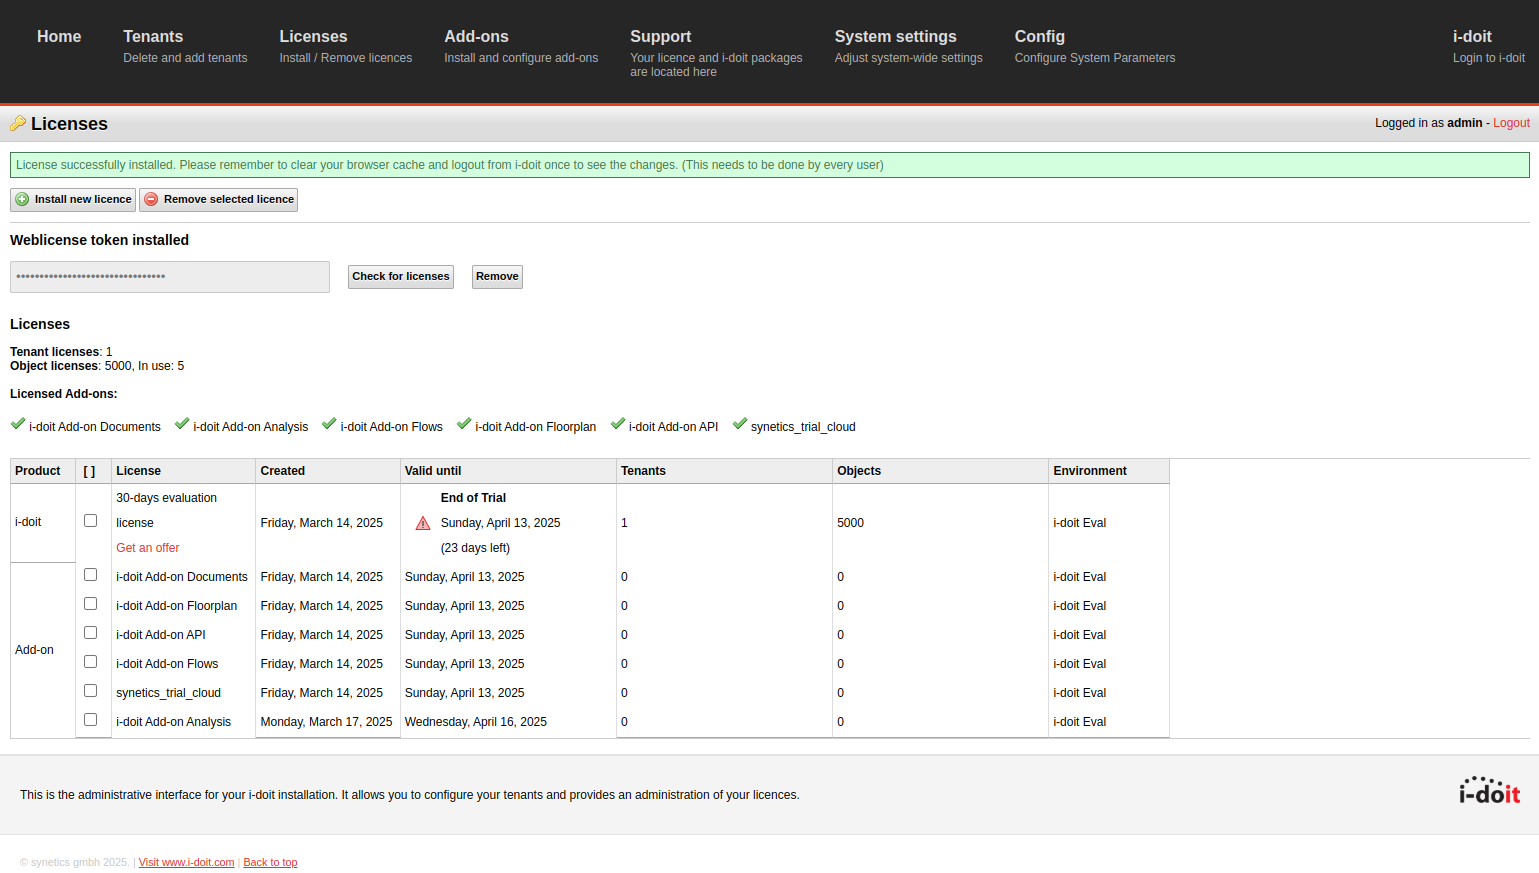 Home
Tenants
Delete and add tenants
Licenses
Install / Remove licences
Add-ons
Install and configure add-ons
Support
Your licence and i-doit packages
are located here
System settings
Adjust system-wide settings
Config
Configure System Parameters
i-doit
Login to i-doit
Licenses
Logged in as admin - Logout
License successfully installed. Please remember to clear your browser cache and logout from i-doit once to see the changes. (This needs to be done by every user)
Install new licence Remove selected licence
Weblicense token installed
•••••••••••••••••••••••••••••••• Check for licenses Remove
Licenses
Tenant licenses: 1
Object licenses: 5000, In use: 5
Licensed Add-ons:
i-doit Add-on Documents i-doit Add-on Analysis i-doit Add-on Flows i-doit Add-on Floorplan i-doit Add-on API synetics_trial_cloud
Product [ ] License Created Valid until Tenants Objects Environment
i-doit
30-days evaluation
license
Get an offer
Friday, March 14, 2025
End of Trial
Sunday, April 13, 2025
(23 days left)
1 5000 i-doit Eval
Add-on
i-doit Add-on Documents Friday, March 14, 2025 Sunday, April 13, 2025 0 0 i-doit Eval
i-doit Add-on Floorplan Friday, March 14, 2025 Sunday, April 13, 2025 0 0 i-doit Eval
i-doit Add-on API Friday, March 14, 2025 Sunday, April 13, 2025 0 0 i-doit Eval
i-doit Add-on Flows Friday, March 14, 2025 Sunday, April 13, 2025 0 0 i-doit Eval
synetics_trial_cloud Friday, March 14, 2025 Sunday, April 13, 2025 0 0 i-doit Eval
i-doit Add-on Analysis Monday, March 17, 2025 Wednesday, April 16, 2025 0 0 i-doit Eval
This is the administrative interface for your i-doit installation. It allows you to configure your tenants and provides an administration of your licences.
i-doit
© synetics gmbh 2025. | Visit www.i-doit.com | Back to top